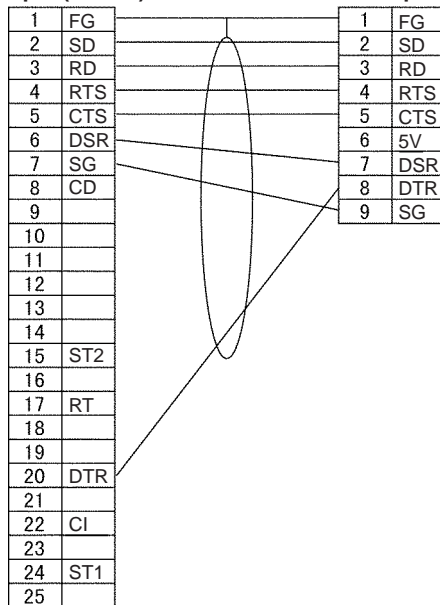 1 FG
2 SD
3 RD
4 RTS
5 CTS
6 DSR
7 SG
8 CD
9
10
11
12
13
14
15 ST2
16
17 RT
18
19
20 DTR
21
22 CI
23
24 ST1
25
1 FG
2 SD
3 RD
4 RTS
5 CTS
6 5V
7 DSR
8 DTR
9 SG